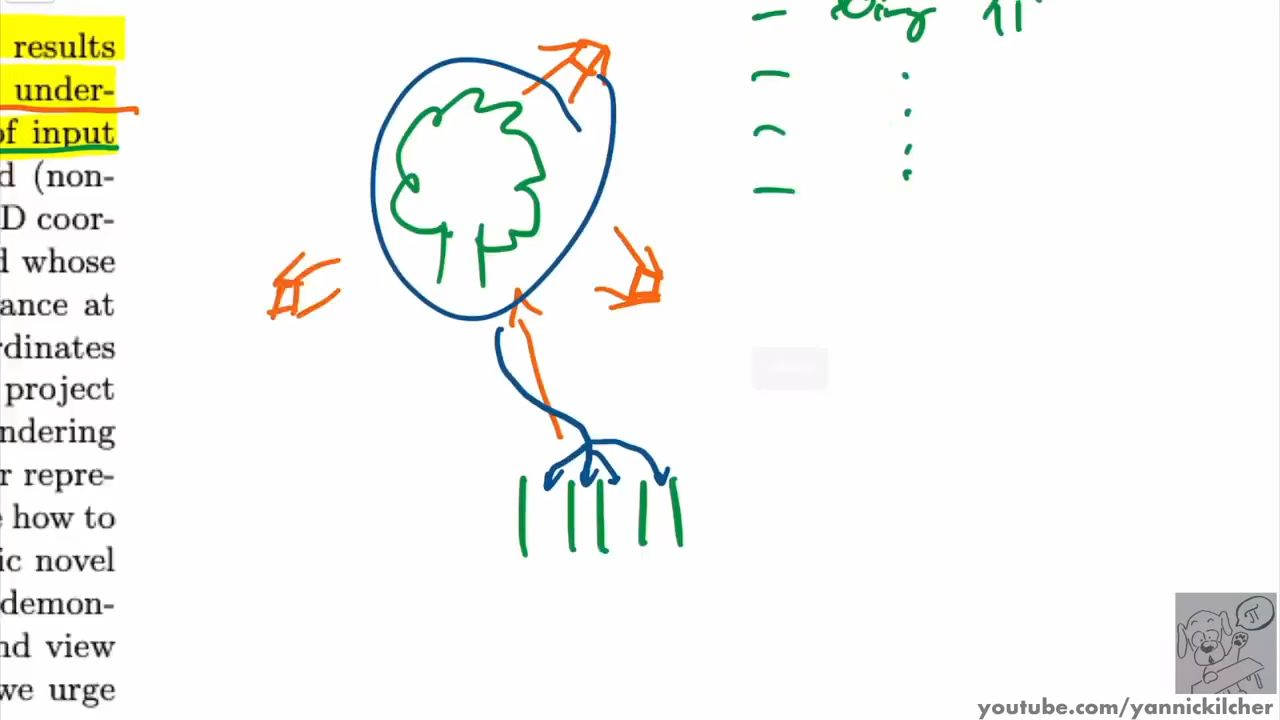 results
under-
of input
d (non-
D coor-
d whose
ance at
rdinates
project
ndering
r repre-
e how to
ic novel
demon-
nd view
we urge
π
youtube.com/yannickilcher